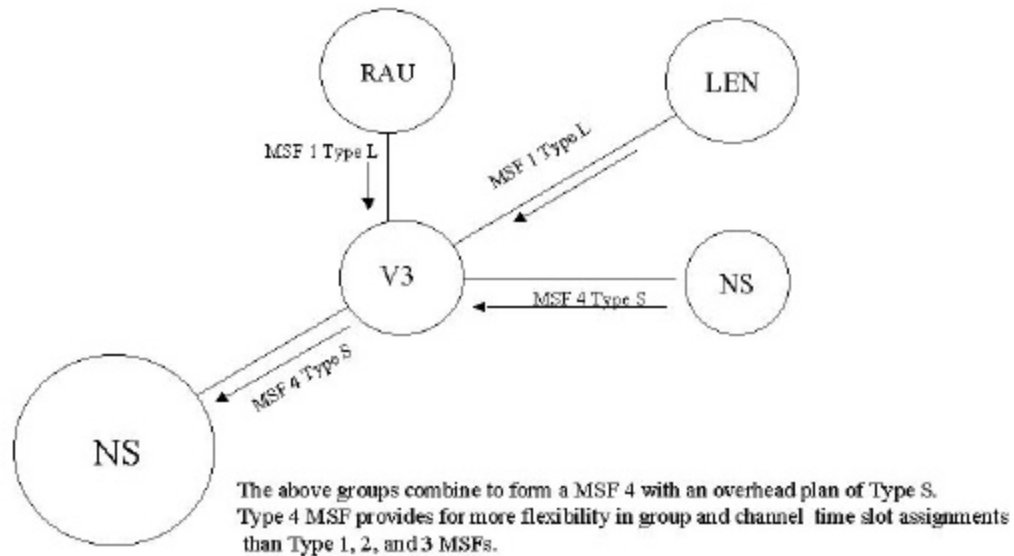 RAU
LEN
MSF 1 Type L
MSF 1 Type L
V3
NS
MSF 4 Type S
MSF 4 Type S
NS
The above groups combine to form a MSF 4 with an overhead plan of Type S.
Type 4 MSF provides for more flexibility in group and channel time slot assignments
than Type 1, 2, and 3 MSFs.